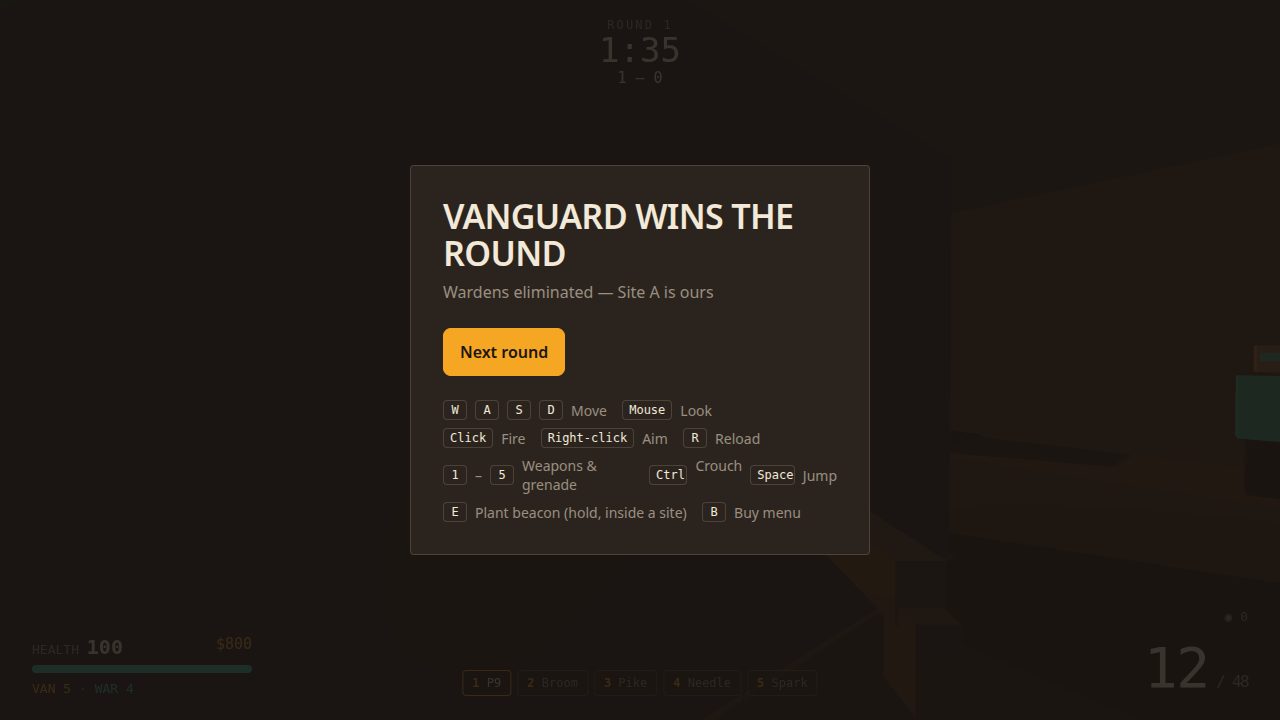 ROUND 1
1:35
1 — 0
VANGUARD WINS THE
ROUND
Wardens eliminated — Site A is ours
Next round
W A S D Move Mouse Look
Click Fire Right-click Aim R Reload
1 – 5 Weapons & grenade Ctrl Crouch Space Jump
E Plant beacon (hold, inside a site) B Buy menu
HEALTH 100 $800
VAN 5 · WAR 4
1 P9 2 Broom 3 Pike 4 Needle 5 Spark
◉ 0
12 / 48